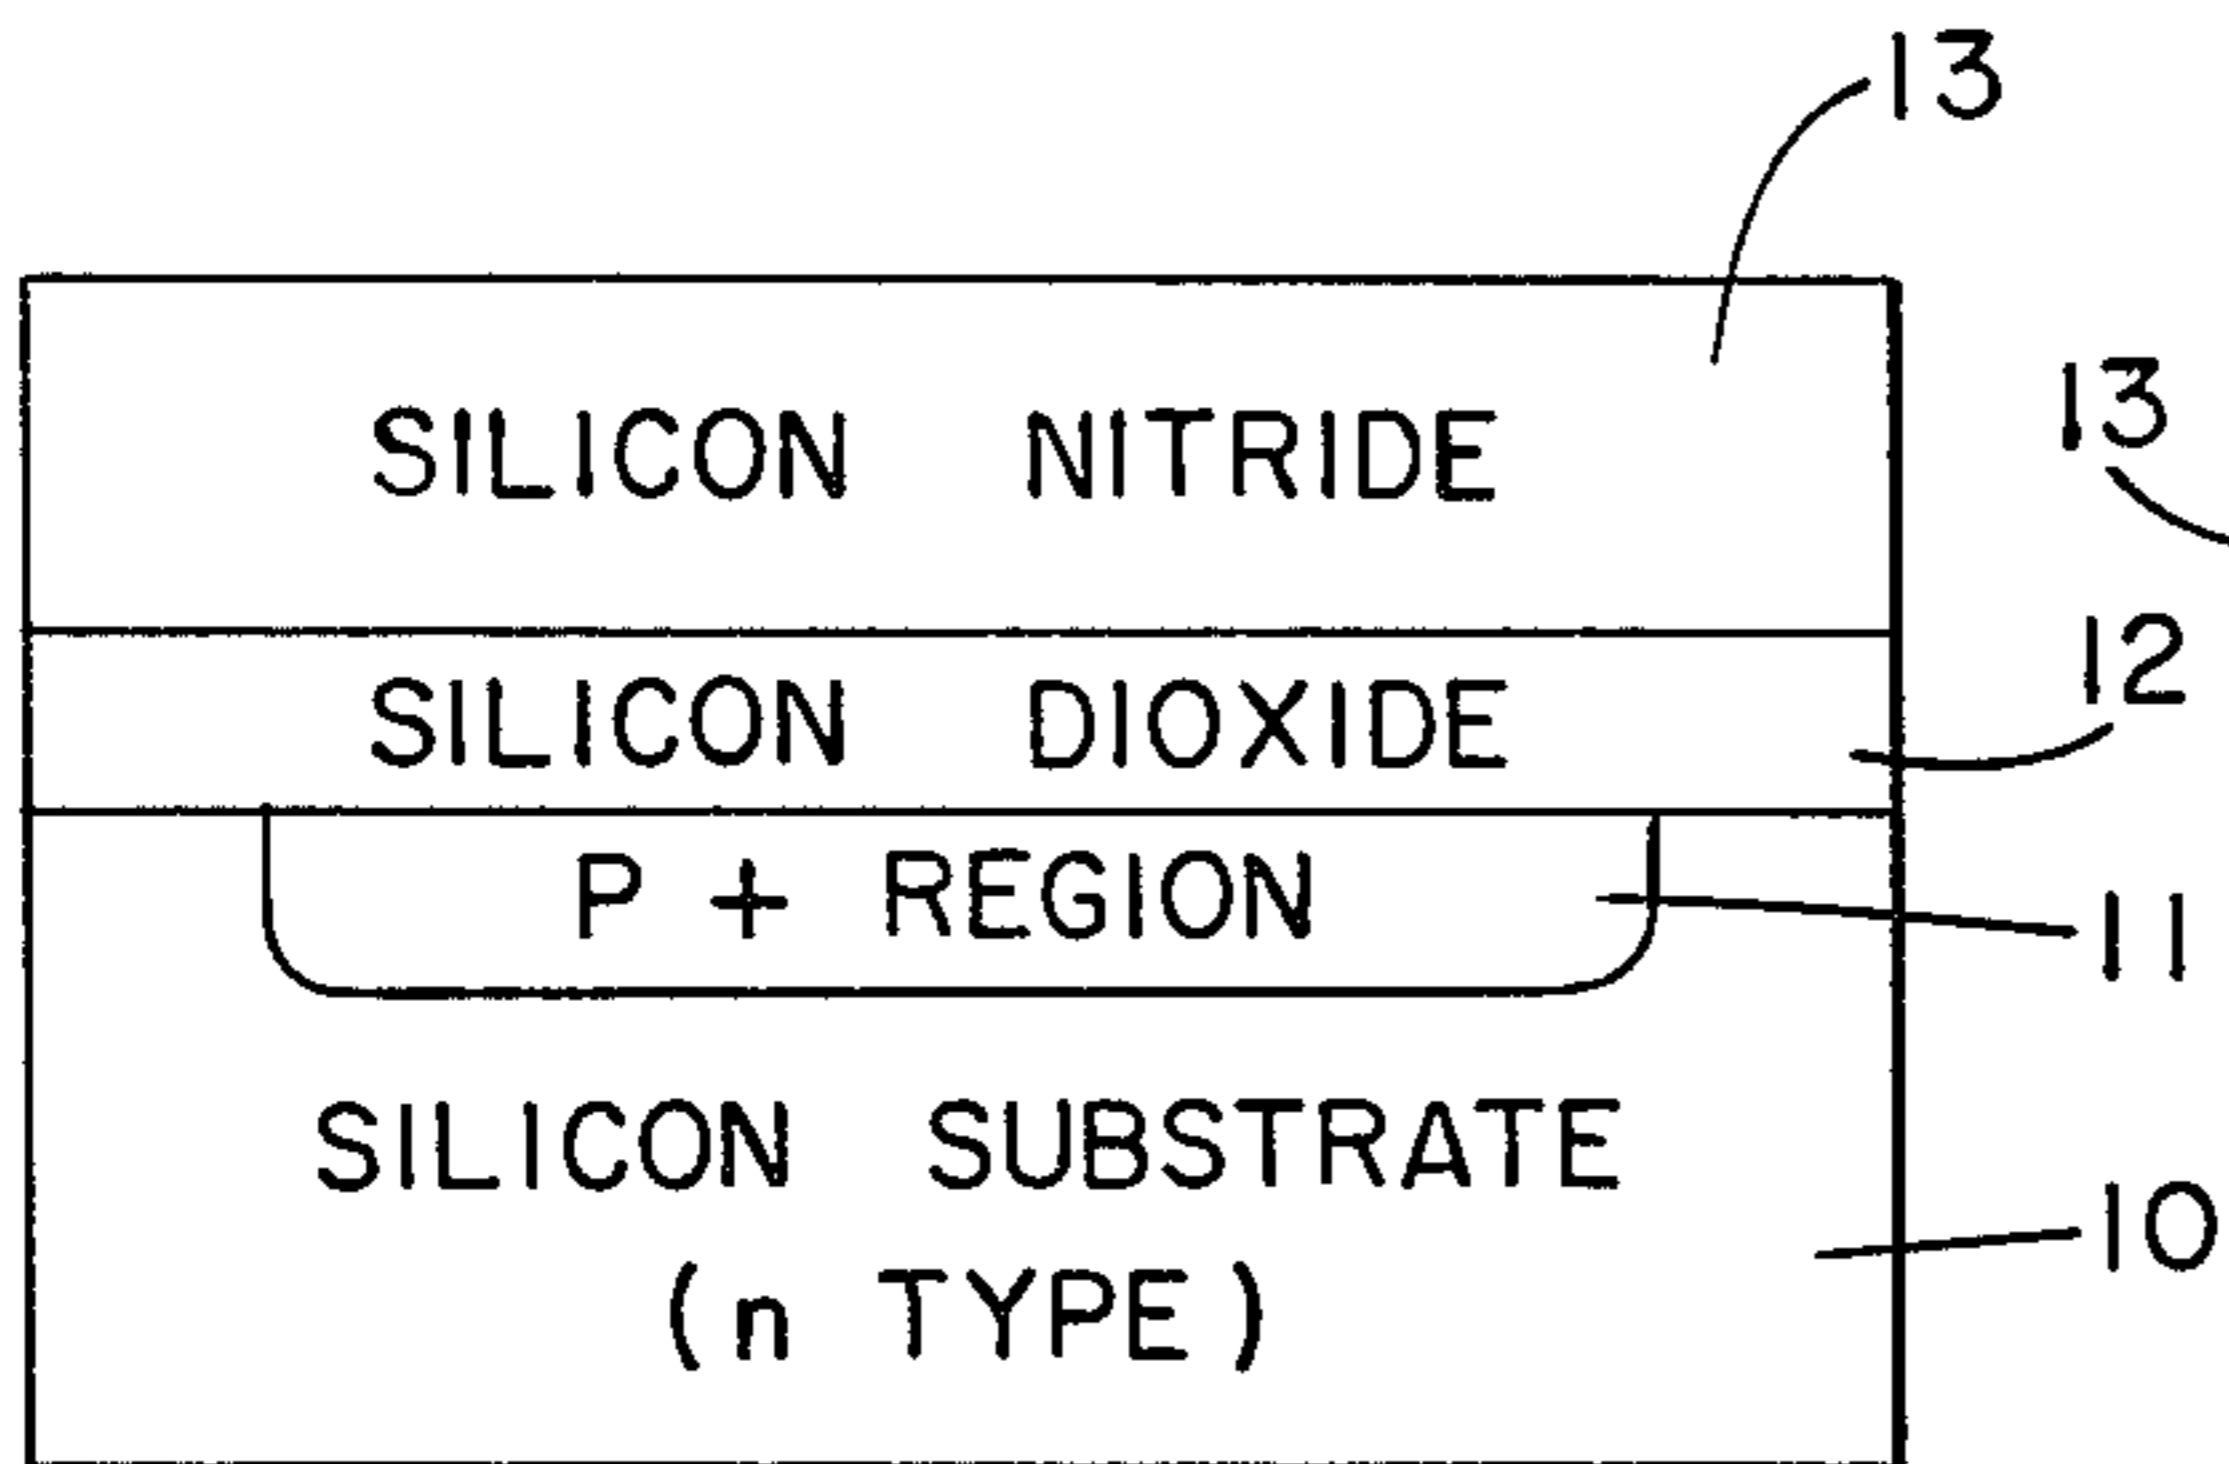 13
SILICON NITRIDE
13
12
SILICON DIOXIDE
P + REGION
11
SILICON SUBSTRATE
10
(n TYPE)